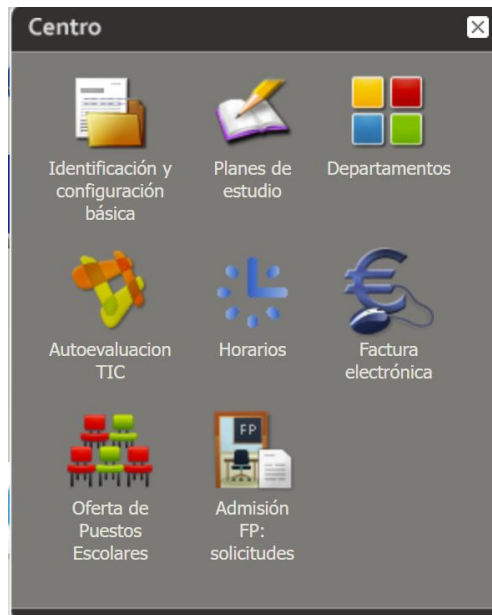 Centro
Identificación y
configuración
básica
Planes de
estudio
Departamentos
Autoevaluacion
TIC
Horarios
Factura
electrónica
Oferta de
Puestos
Escolares
FP
Admisión
FP:
solicitudes